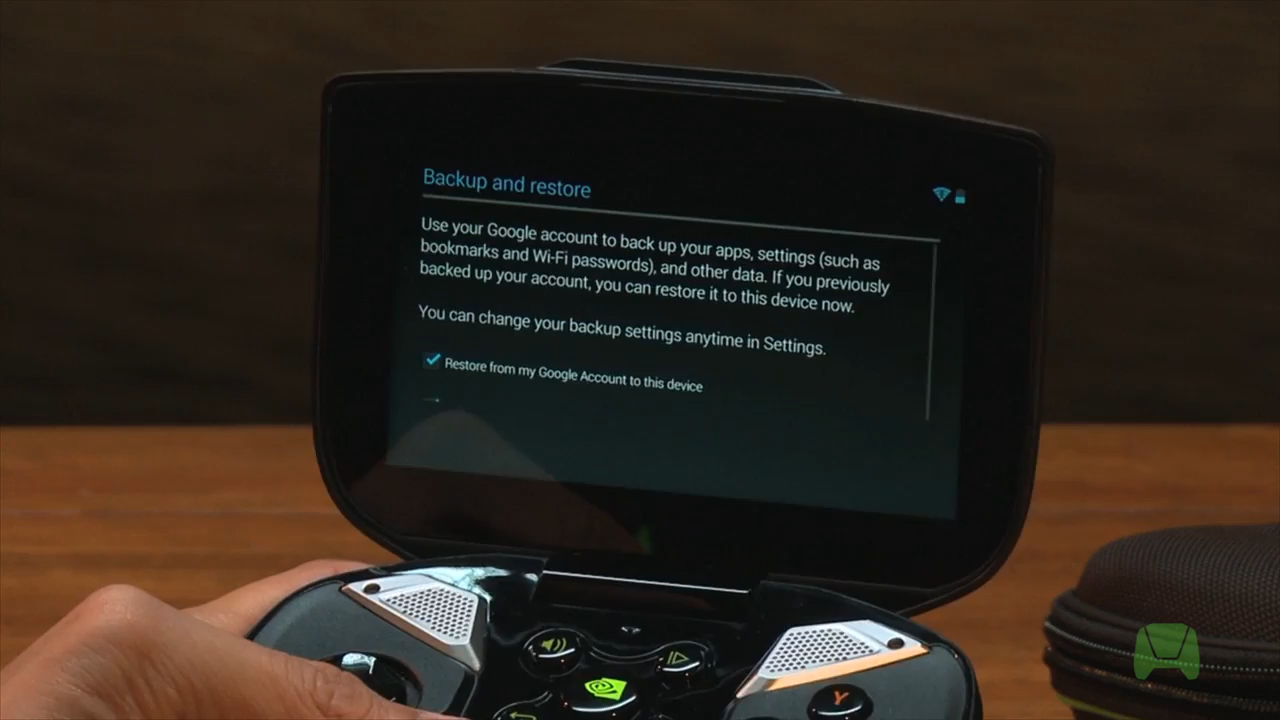 Backup and restore
Use your Google account to back up your apps, settings (such as
bookmarks and Wi-Fi passwords), and other data. If you previously
backed up your account, you can restore it to this device now.
You can change your backup settings anytime in Settings.
Restore from my Google Account to this device
Y